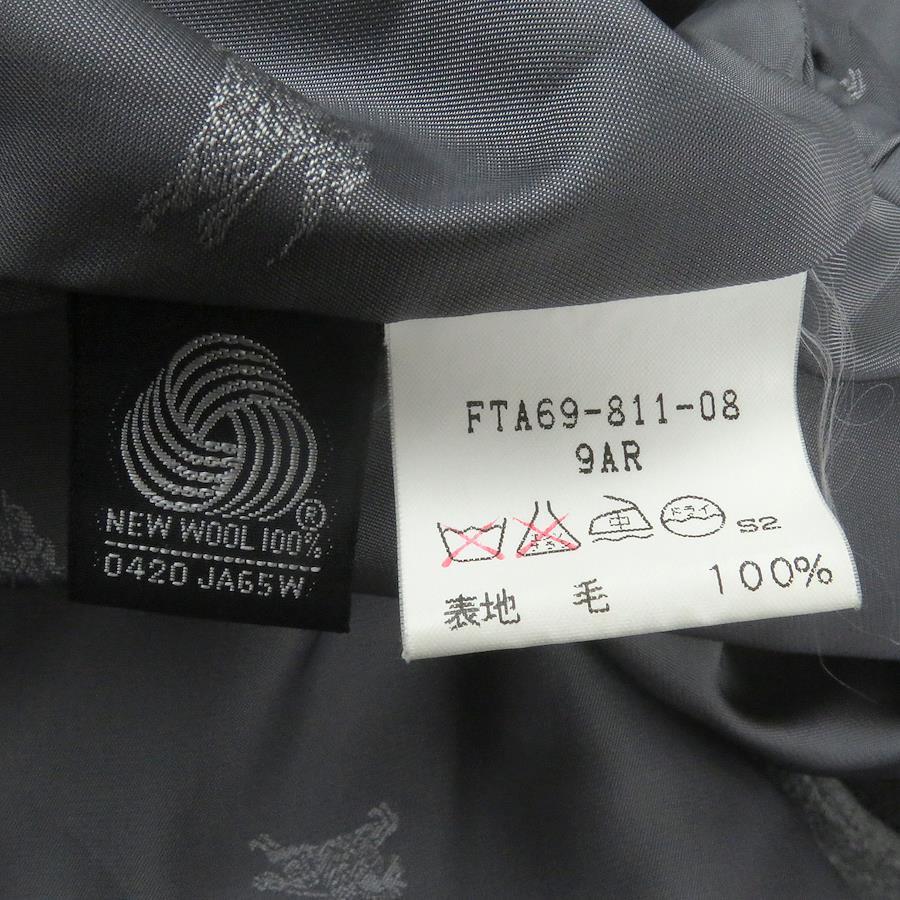 ®
NEW WOOL 100%
0420 JA65W
FTA69-811-08
9AR
中 ドライ S2
表地 毛 100%